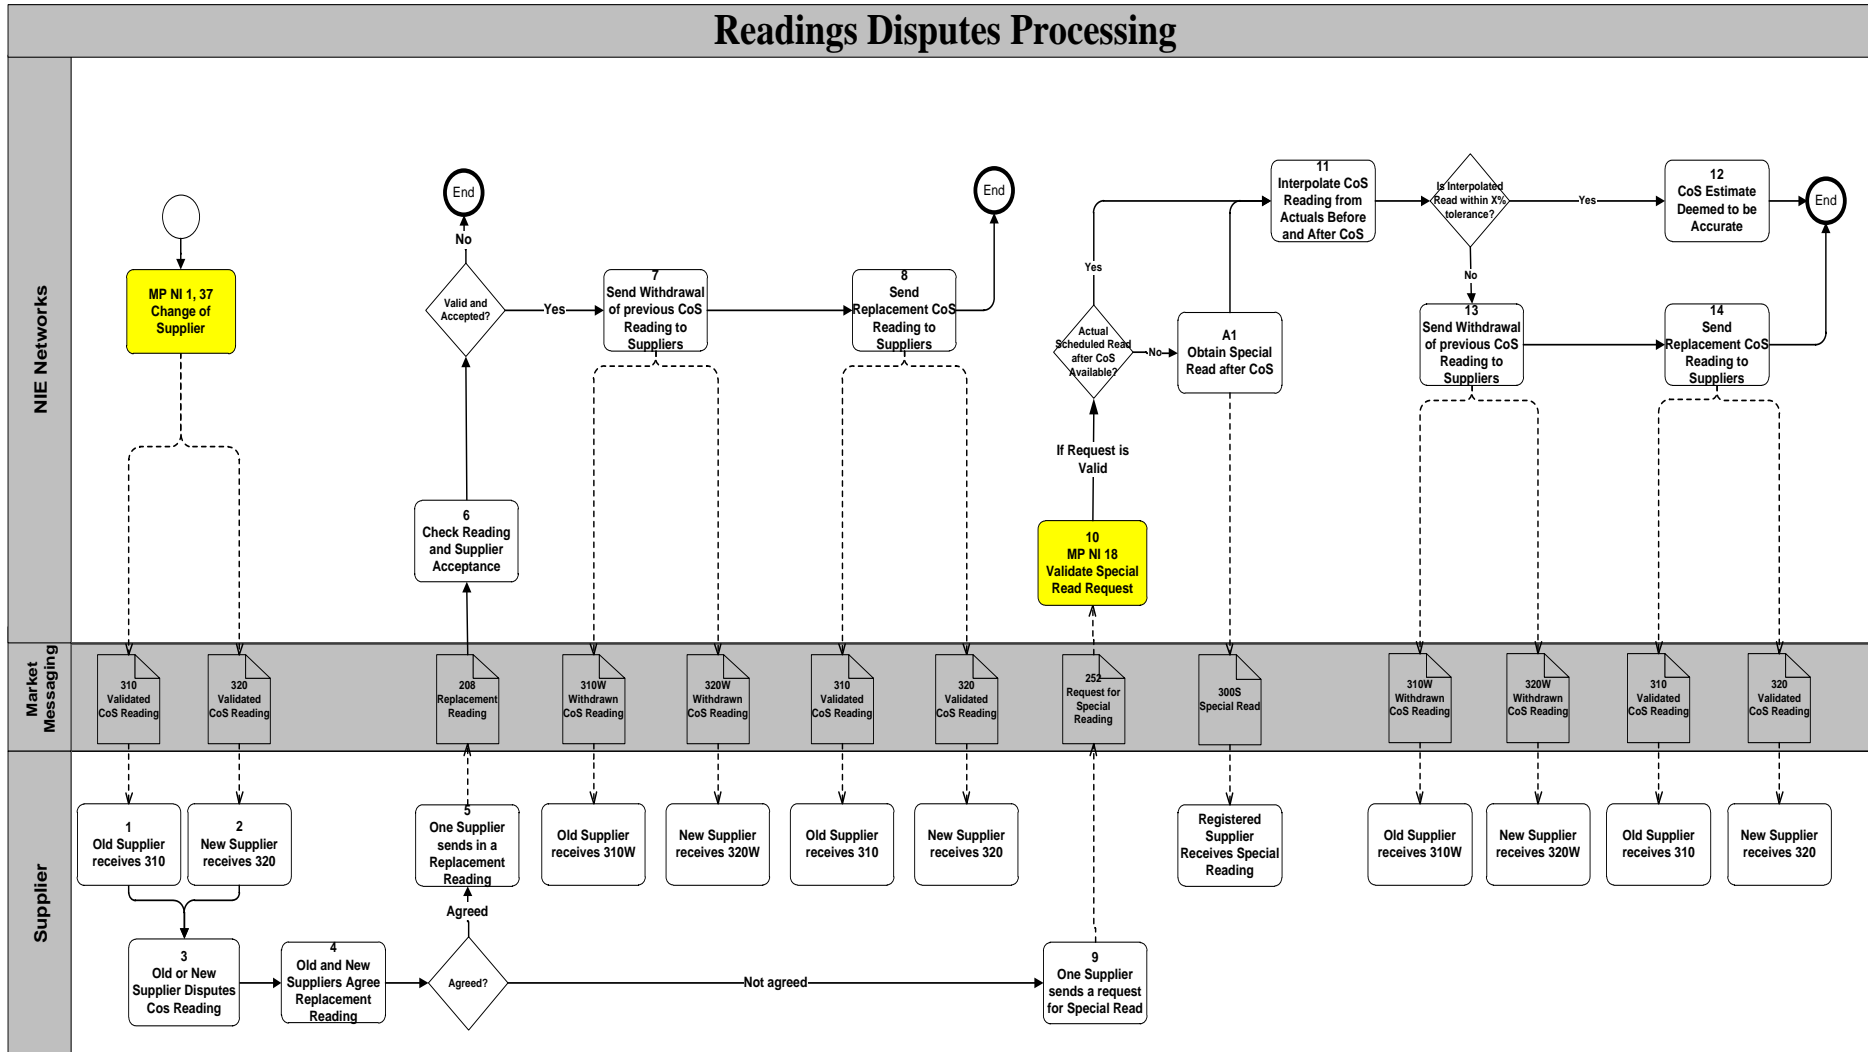 Readings Disputes Processing
NIE Networks
MP NI 1, 37
Change of
Supplier
End
No
Valid and
Accepted?
Yes
7
Send Withdrawal
of previous CoS
Reading to
Suppliers
8
Send
Replacement CoS
Reading to
Suppliers
End
6
Check Reading
and Supplier
Acceptance
10
MP NI 18
Validate Special
Read Request
If Request is
Valid
Actual
Scheduled Read
after CoS
Available?
Yes
No
A1
Obtain Special
Read after CoS
11
Interpolate CoS
Reading from
Actuals Before
and After CoS
Is Interpolated
Read within X%
tolerance?
Yes
No
12
CoS Estimate
Deemed to be
Accurate
End
13
Send Withdrawal
of previous CoS
Reading to
Suppliers
14
Send
Replacement CoS
Reading to
Suppliers
Market
Messaging
310
Validated
CoS Reading
320
Validated
CoS Reading
208
Replacement
Reading
310W
Withdrawn
CoS Reading
320W
Withdrawn
CoS Reading
310
Validated
CoS Reading
320
Validated
CoS Reading
252
Request for
Special
Reading
300S
Special Read
310W
Withdrawn
CoS Reading
320W
Withdrawn
CoS Reading
310
Validated
CoS Reading
320
Validated
CoS Reading
Supplier
1
Old Supplier
receives 310
2
New Supplier
receives 320
3
Old or New
Supplier Disputes
Cos Reading
4
Old and New
Suppliers Agree
Replacement
Reading
Agreed?
Agreed
Not agreed
5
One Supplier
sends in a
Replacement
Reading
Old Supplier
receives 310W
New Supplier
receives 320W
Old Supplier
receives 310
New Supplier
receives 320
9
One Supplier
sends a request
for Special Read
Registered
Supplier
Receives Special
Reading
Old Supplier
receives 310W
New Supplier
receives 320W
Old Supplier
receives 310
New Supplier
receives 320